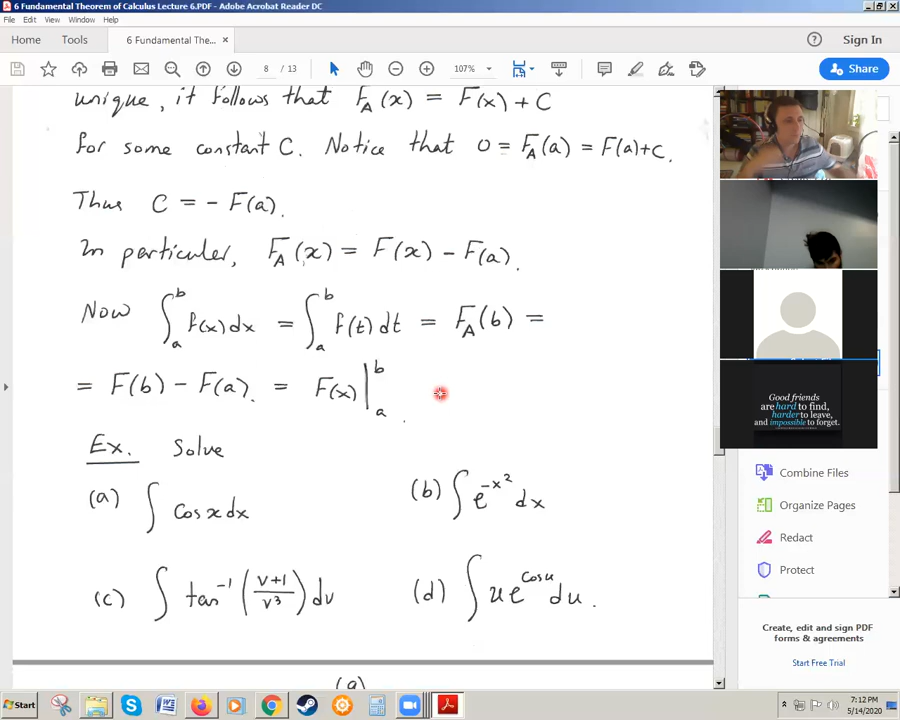 6 Fundamental Theorem of Calculus Lecture 6.PDF - Adobe Acrobat Reader DC
File Edit View Window Help
Home Tools 6 Fundamental The... × Sign In
8 / 13 107% Share
unique, it follows that F_A(x) = F(x) + C
for some constant C. Notice that 0 = F_A(a) = F(a)+C.
Thus C = - F(a).
In particular, F_A(x) = F(x) - F(a).
Now ∫_a^b f(x)dx = ∫_a^b f(t)dt = F_A(b) =
= F(b) - F(a). = F(x)|_a^b.
Ex. Solve
(a) ∫ cos x dx (b) ∫ e^{-x^2} dx
(c) ∫ tan^{-1}((v+1)/v^3) dv (d) ∫ u e^{cos u} du.
(a)
Good friends
are hard to find,
harder to leave,
and impossible to forget.
Combine Files
Organize Pages
Redact
Protect
Create, edit and sign PDF
forms & agreements
Start Free Trial
Start
7:12 PM
5/14/2020